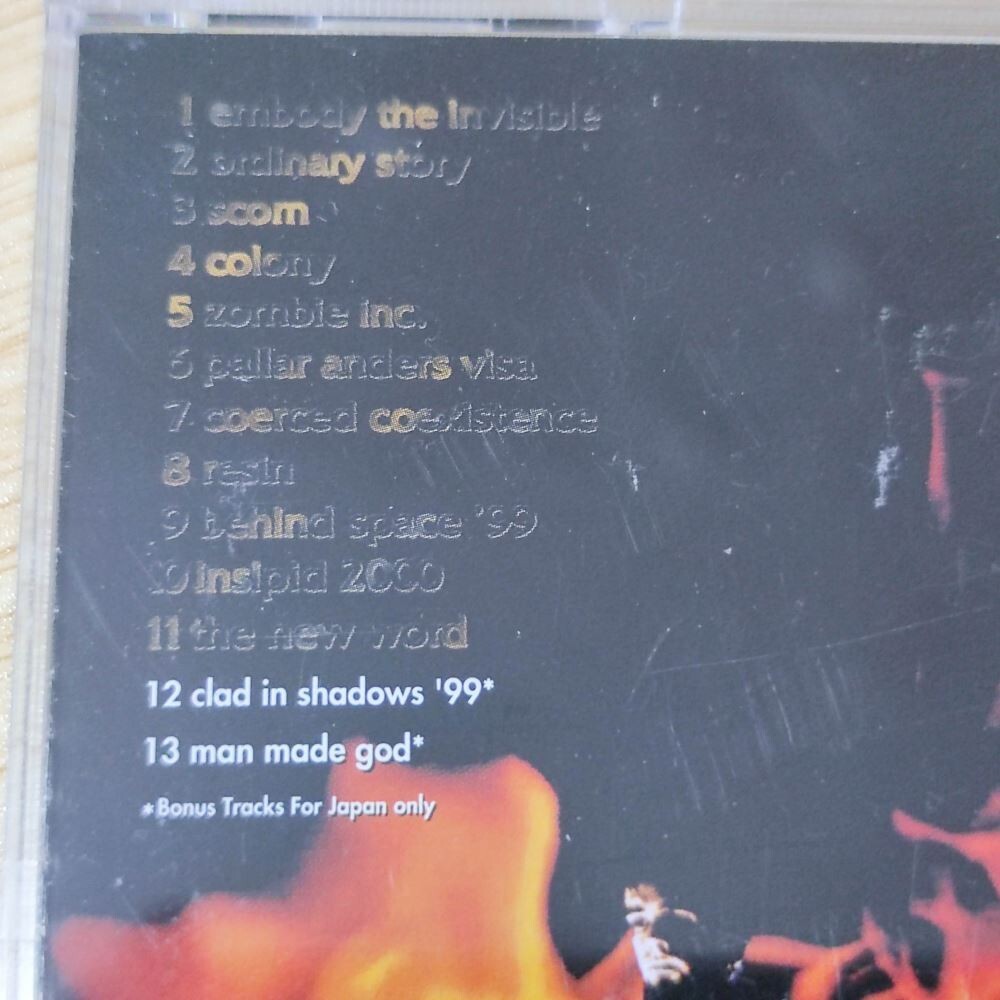 1 embody the invisible
2 ordinary story
3 scorn
4 colony
5 zombie inc.
6 pallar anders visa
7 coerced coexistence
8 resin
9 behind space '99
10 insipid 2000
11 the new word
12 clad in shadows '99*
13 man made god*
*Bonus Tracks For Japan only